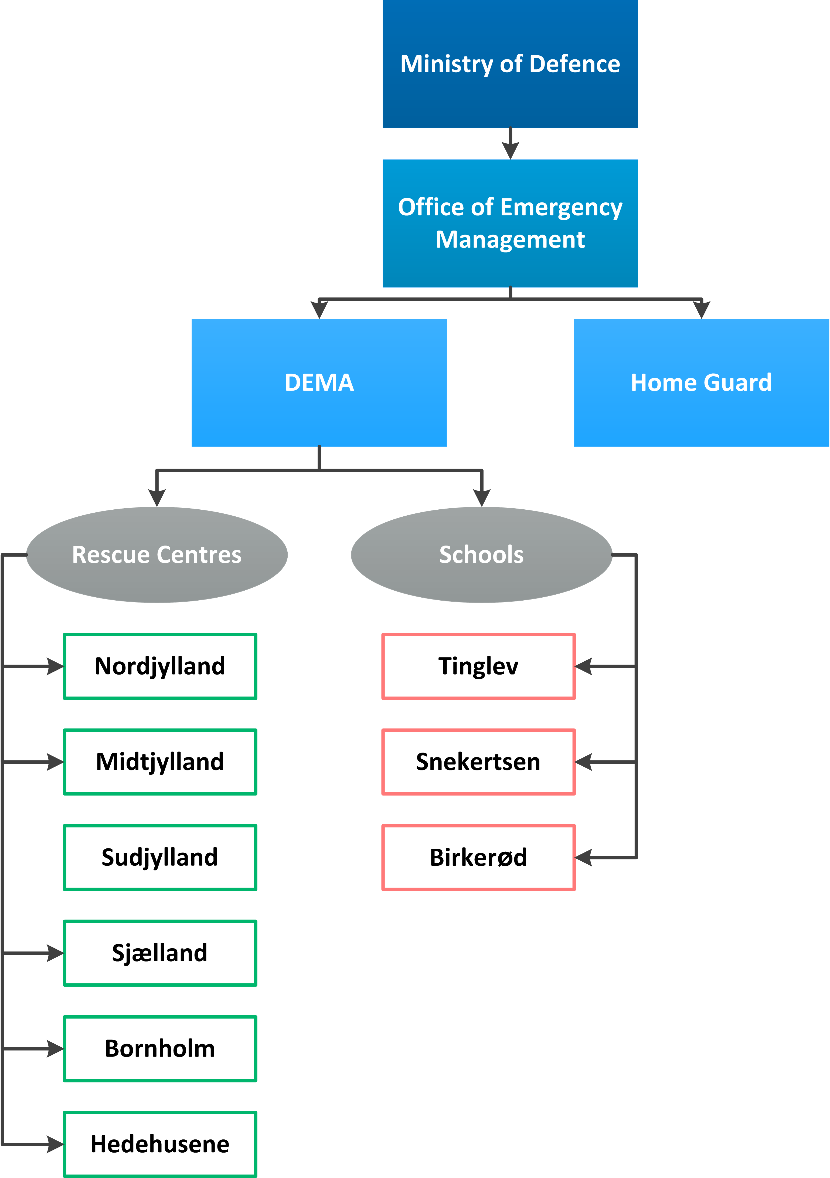 Ministry of Defence
Office of Emergency
Management
DEMA
Home Guard
Rescue Centres
Schools
Nordjylland
Tinglev
Midtjylland
Snekertsen
Sudjylland
Birkerød
Sjælland
Bornholm
Hedehusene